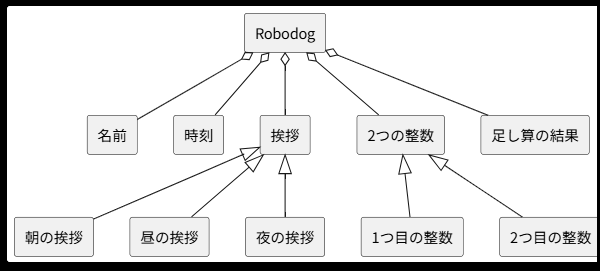 Robodog
名前
時刻
挨拶
2つの整数
足し算の結果
朝の挨拶
昼の挨拶
夜の挨拶
1つ目の整数
2つ目の整数